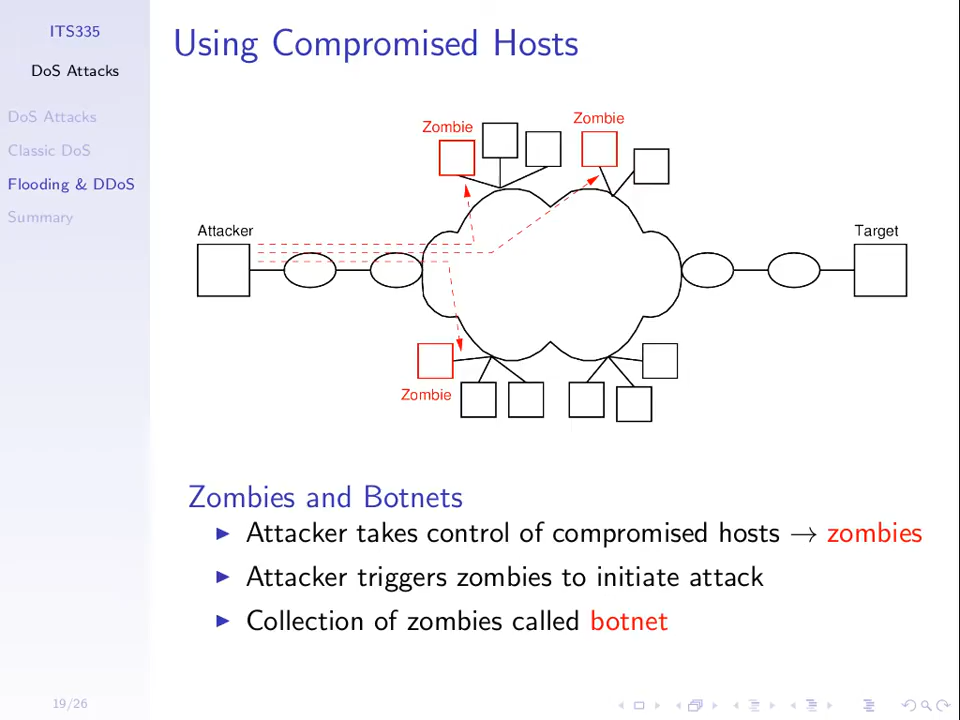 ITS335
DoS Attacks
DoS Attacks
Classic DoS
Flooding & DDoS
Summary
Using Compromised Hosts
Zombie
Zombie
Attacker
Target
Zombie
Zombies and Botnets
Attacker takes control of compromised hosts → zombies
Attacker triggers zombies to initiate attack
Collection of zombies called botnet
19/26